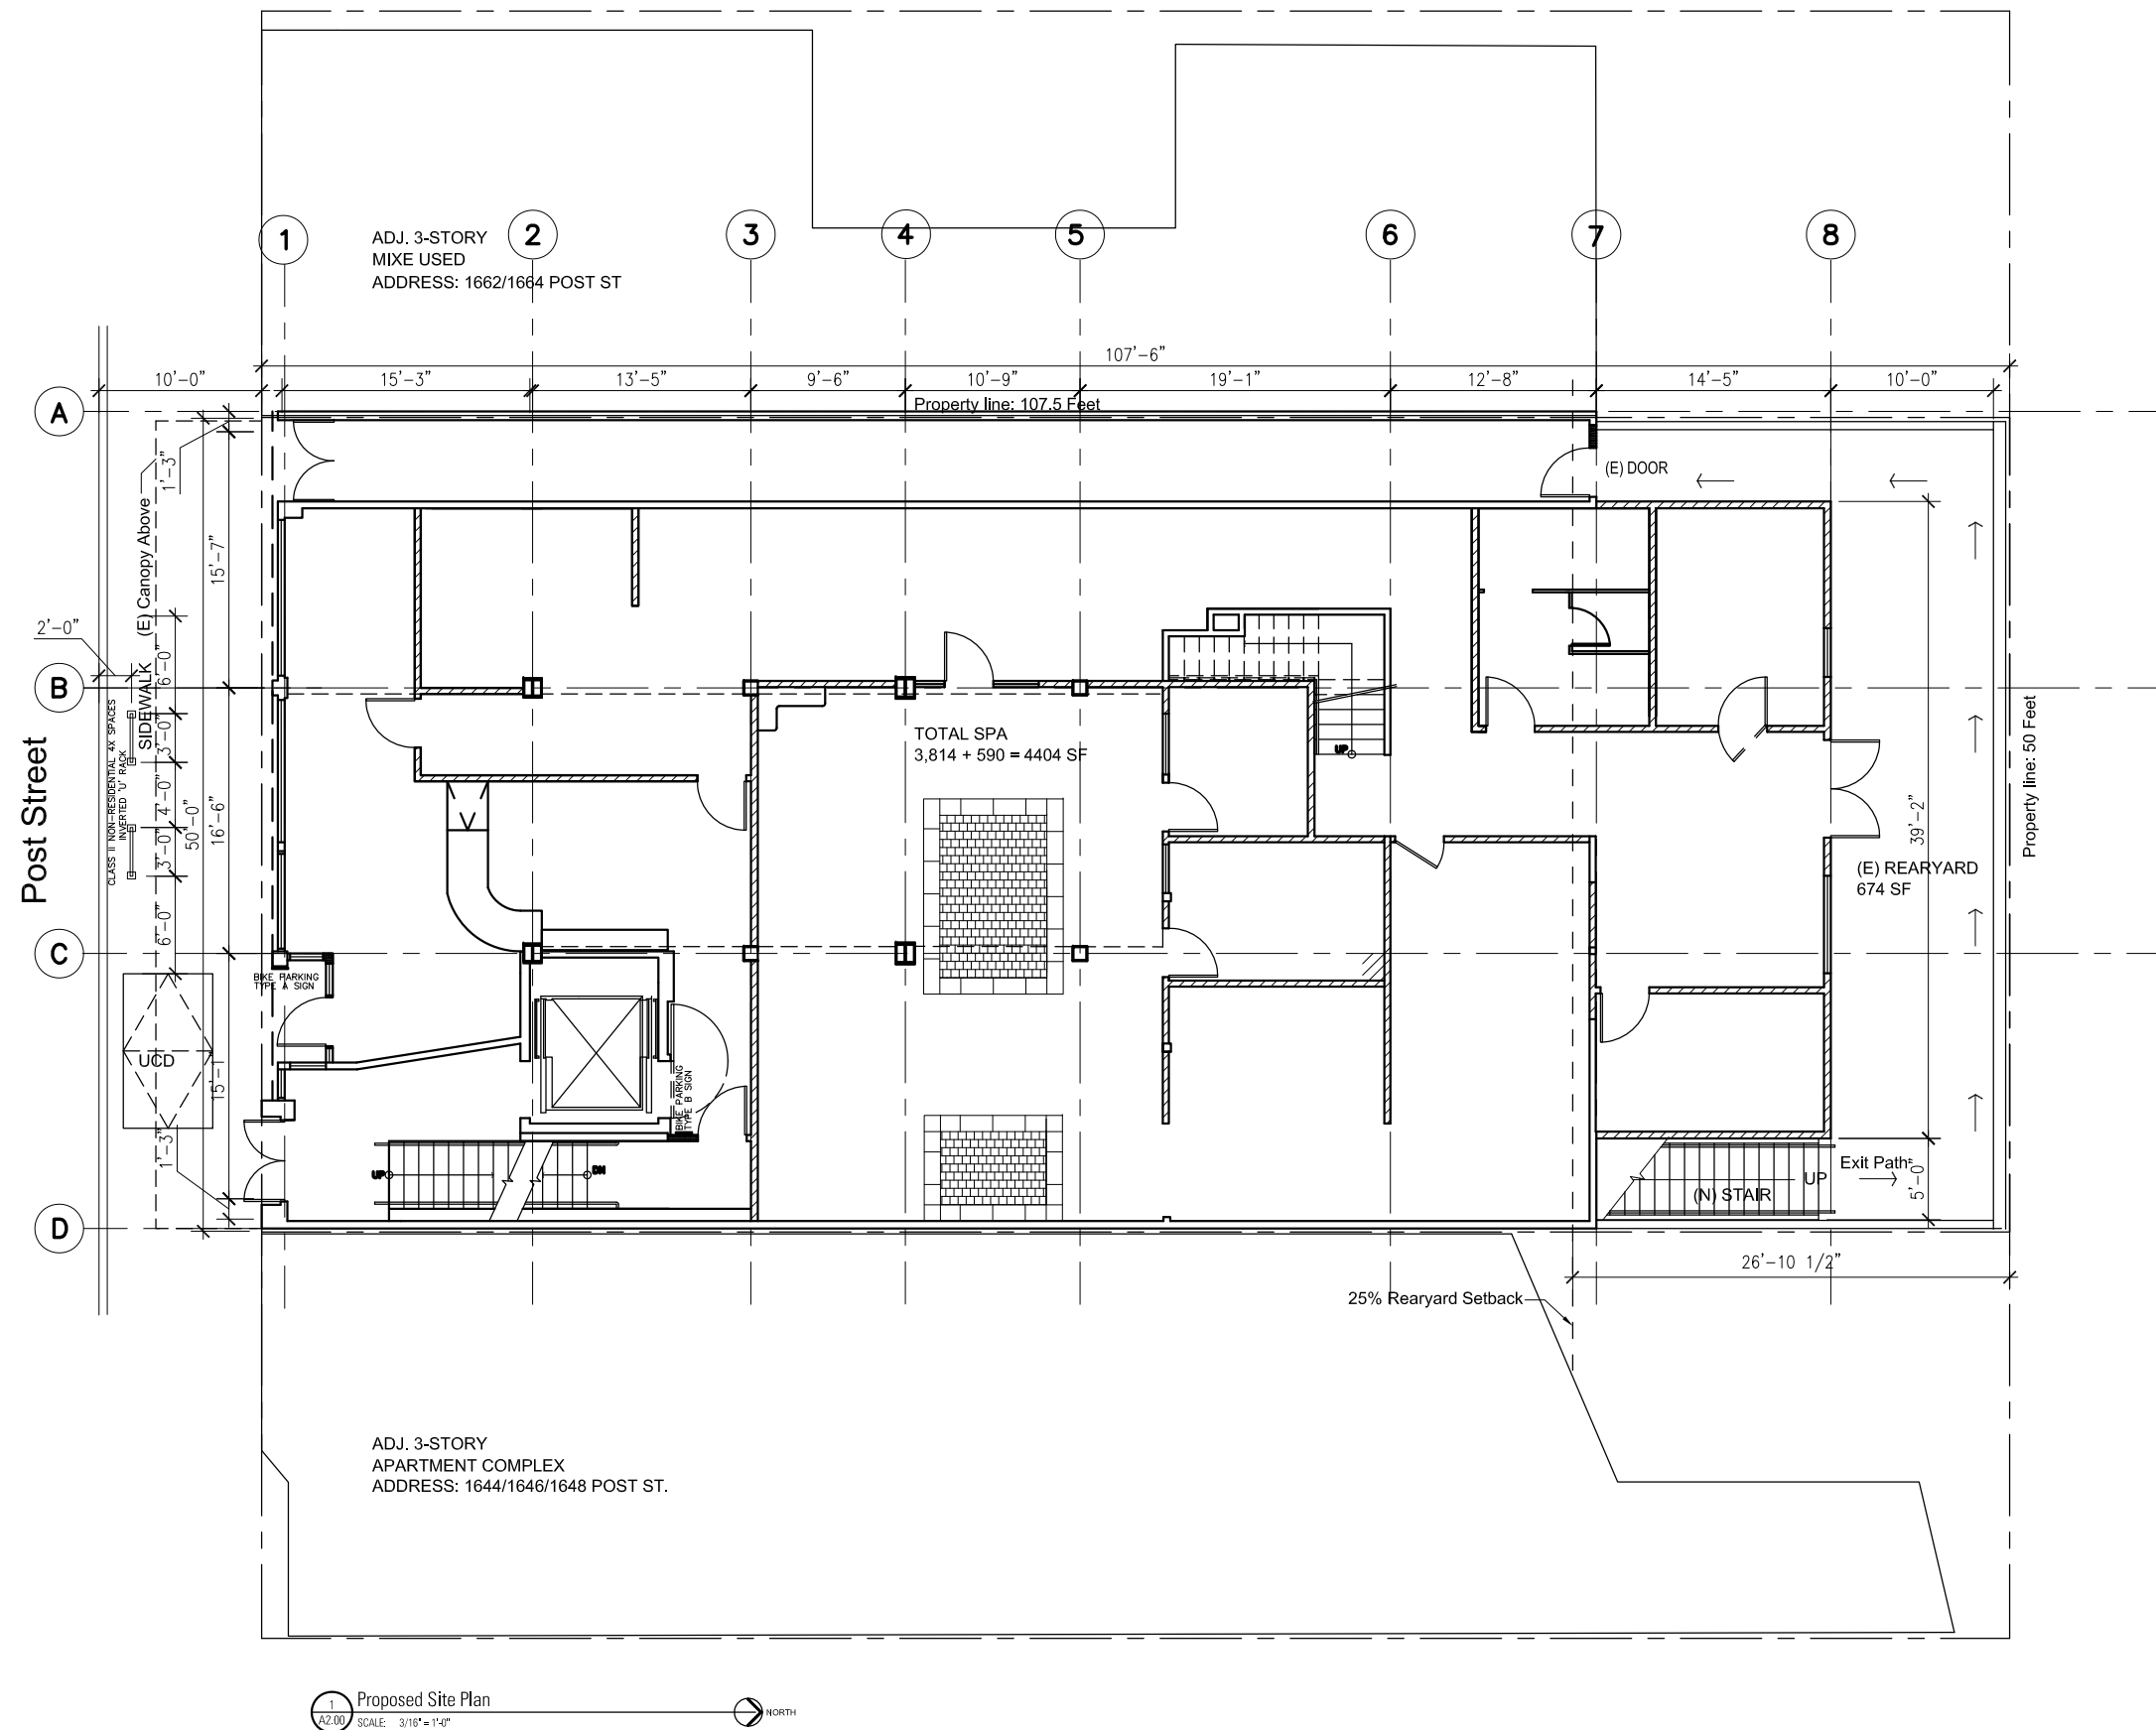 ADJ. 3-STORY
MIXE USED
ADDRESS: 1662/1664 POST ST
1
2
3
4
5
6
7
8
107'-6"
10'-0"
15'-3"
13'-5"
9'-6"
10'-9"
19'-1"
12'-8"
14'-5"
10'-0"
Property line: 107.5 Feet
A
B
C
D
1'-3"
15'-7"
(E) Canopy Above
SIDEWALK
2'-0"
6'-0"
3'-0"
4'-0"
3'-0"
6'-0"
50'-0"
16'-6"
15'-1"
1'-3"
CLASS II NON-RESIDENTIAL 4X SPACES
INVERTED 'U' RACK
Post Street
UCD
BIKE PARKING
TYPE A SIGN
BIKE PARKING
TYPE B SIGN
UP
DN
TOTAL SPA
3,814 + 590 = 4404 SF
UP
(E) DOOR
39'-2"
(E) REARYARD
674 SF
Property line: 50 Feet
Exit Path
UP
(N) STAIR
5'-0"
26'-10 1/2"
25% Rearyard Setback
ADJ. 3-STORY
APARTMENT COMPLEX
ADDRESS: 1644/1646/1648 POST ST.
1
A2.00
Proposed Site Plan
SCALE: 3/16" = 1'-0"
NORTH